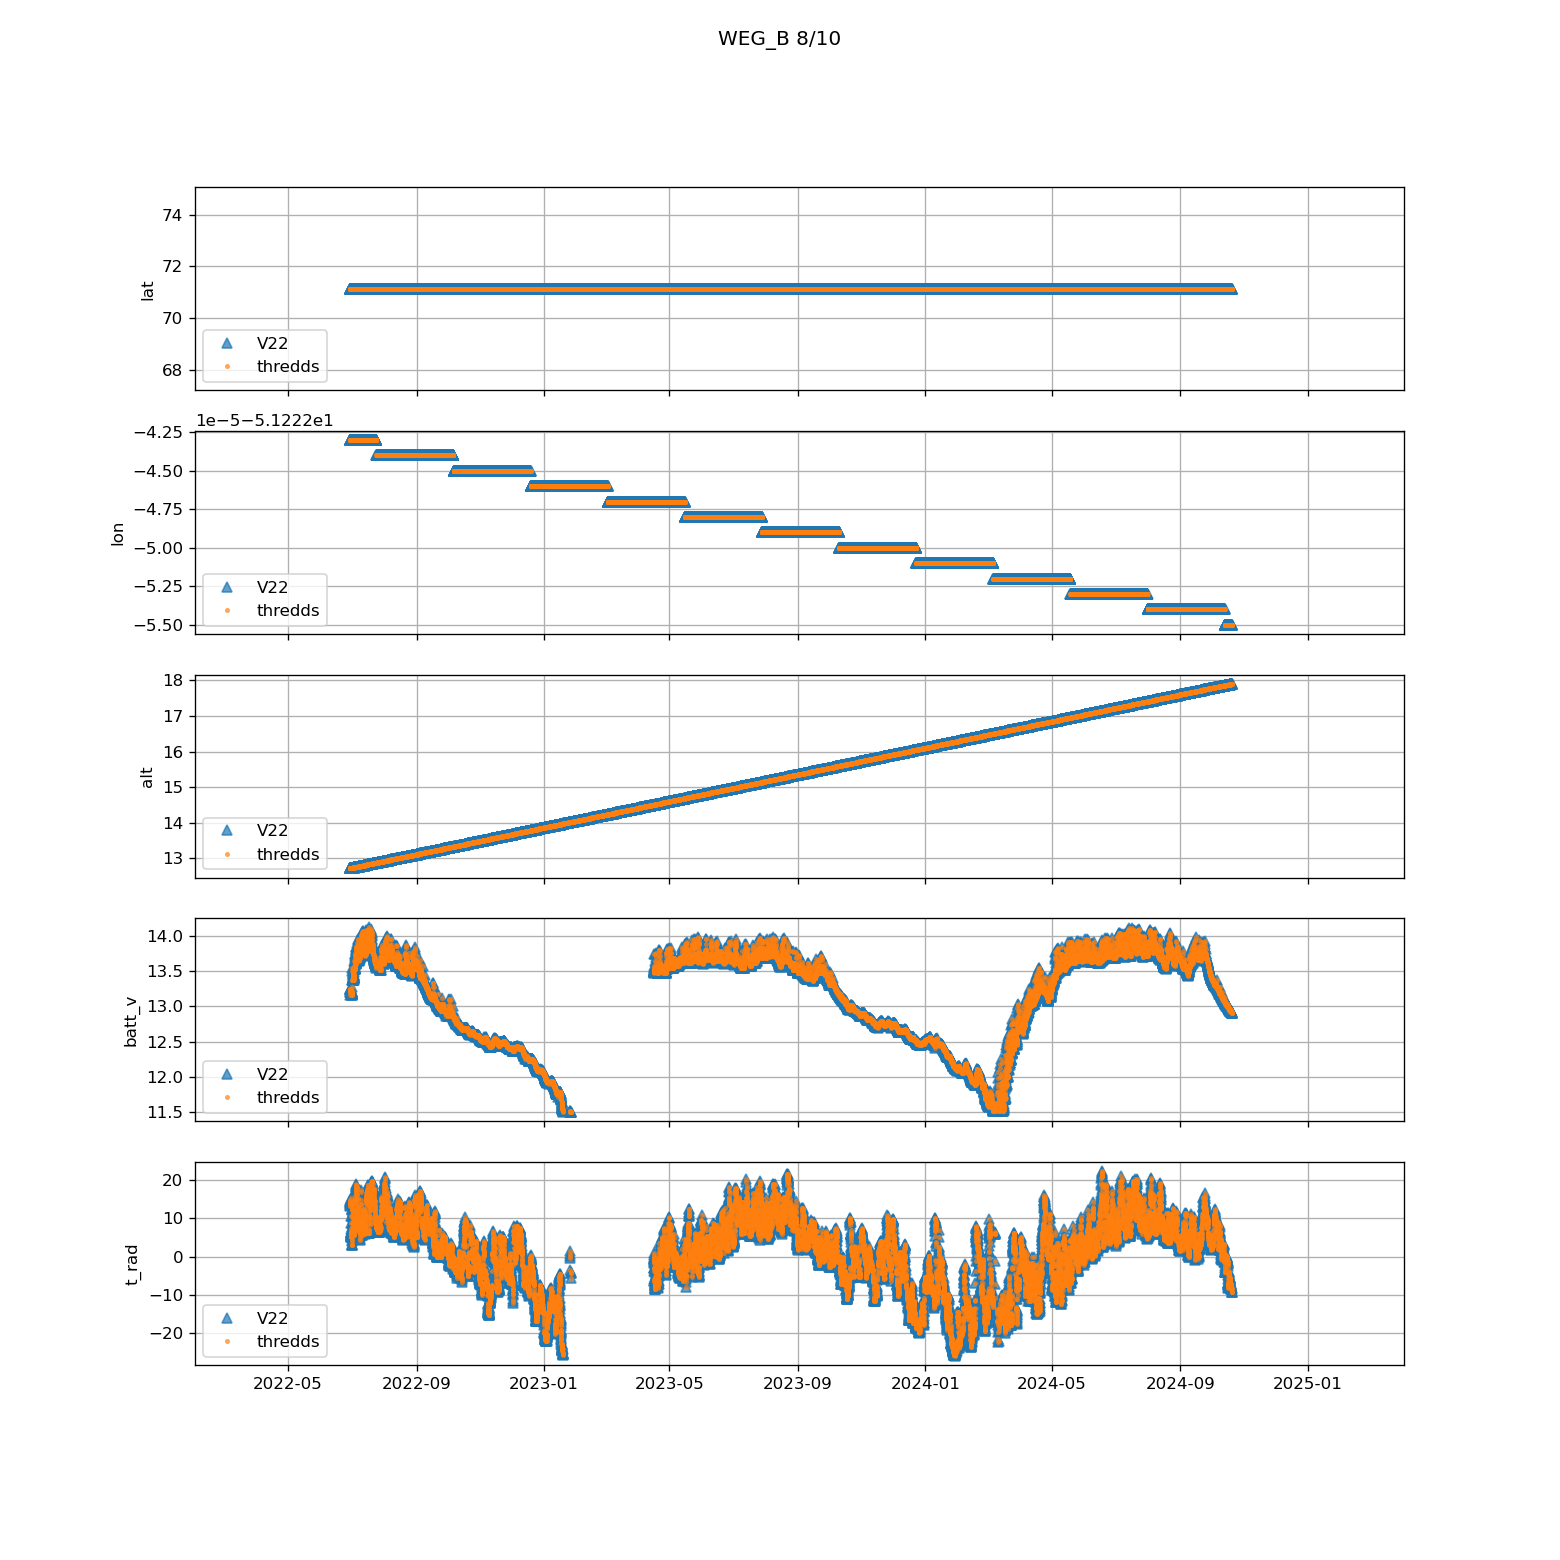 WEG_B 8/10
74
72
70
68
lat
V22
thredds
1e−5−5.1222e1
−4.25
−4.50
−4.75
−5.00
−5.25
−5.50
lon
V22
thredds
18
17
16
15
14
13
alt
V22
thredds
14.0
13.5
13.0
12.5
12.0
11.5
batt_v
V22
thredds
20
10
0
−10
−20
t_rad
V22
thredds
2022-05 2022-09 2023-01 2023-05 2023-09 2024-01 2024-05 2024-09 2025-01